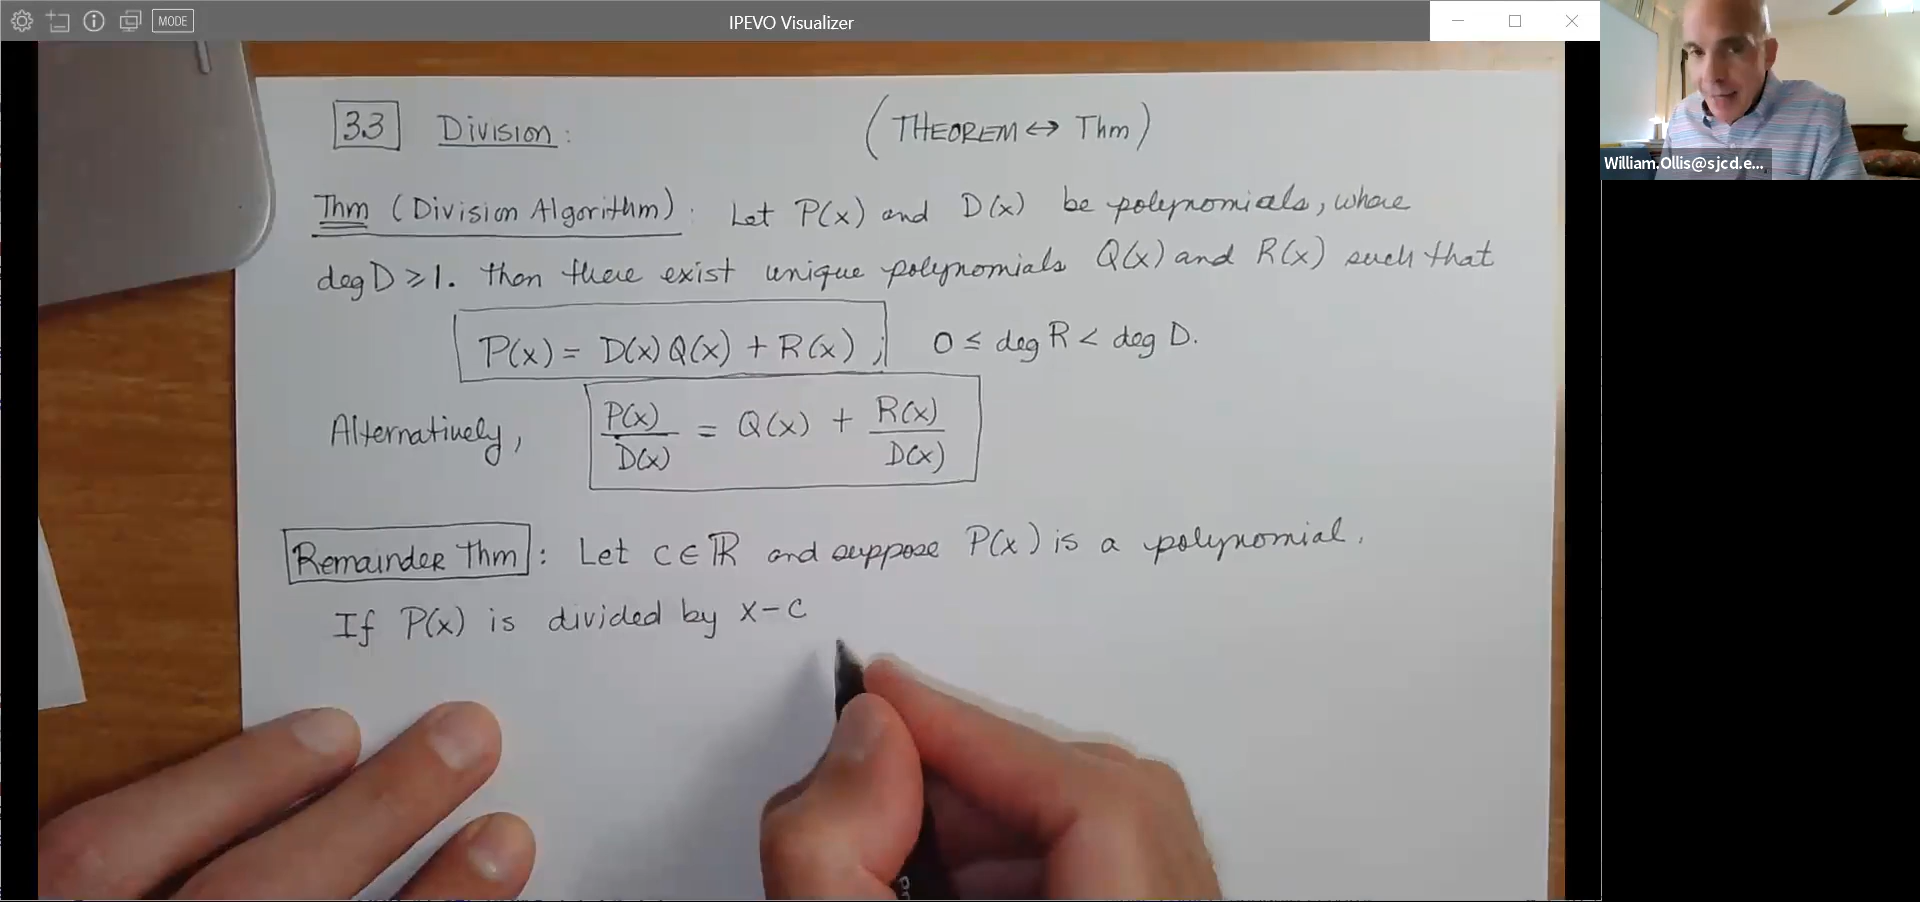 MODE
IPEVO Visualizer
William.Ollis@sjcd.e...
3.3 Division: (THEOREM ↔ Thm)
Thm (Division Algorithm): Let P(x) and D(x) be polynomials, where
deg D ≥ 1. Then there exist unique polynomials Q(x) and R(x) such that
P(x) = D(x) Q(x) + R(x), 0 ≤ deg R < deg D.
Alternatively, P(x)/D(x) = Q(x) + R(x)/D(x)
Remainder Thm: Let c ∈ ℝ and suppose P(x) is a polynomial.
If P(x) is divided by x - c